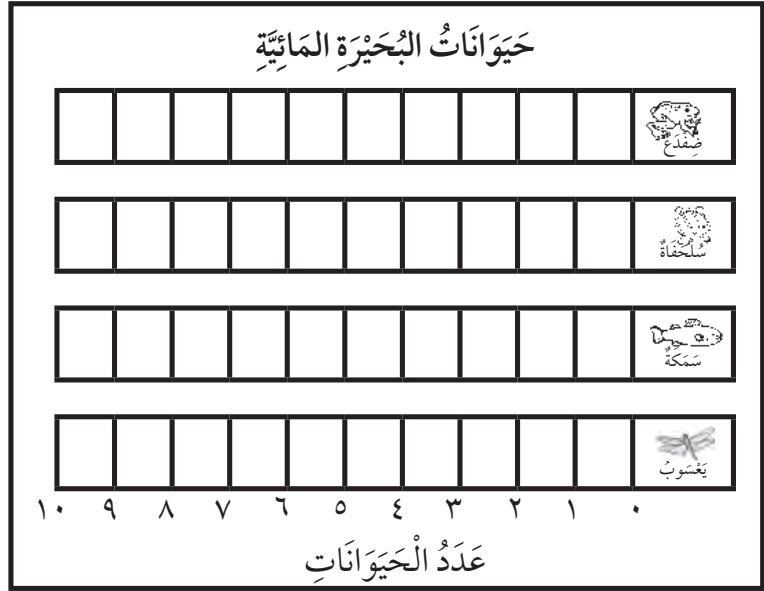 حَيَوَانَاتُ البُحَيْرَةِ المَائِيَّةِ
ضِفْدَعٌ
سُلْحَفَاةٌ
سَمَكَةٌ
يَعْسَوبُ
٠ ١ ٢ ٣ ٤ ٥ ٦ ٧ ٨ ٩ ١٠
عَدَدُ الْحَيَوَانَاتِ